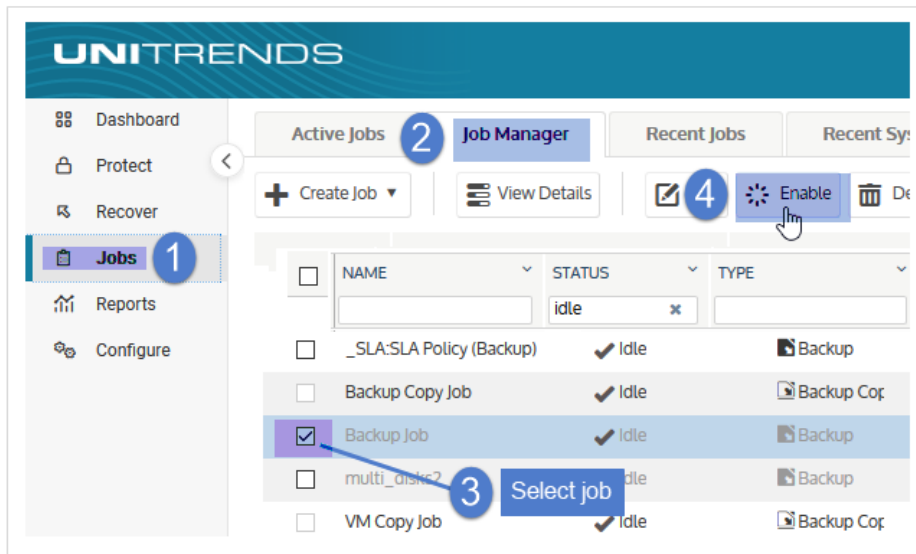 UNITRENDS
Dashboard
Protect
Recover
Jobs 1
Reports
Configure
Active Jobs 2 Job Manager Recent Jobs Recent Sys
Create Job View Details 4 Enable De
NAME STATUS TYPE
idle
_SLA:SLA Policy (Backup) Idle Backup
Backup Copy Job Idle Backup Cop
Backup Job Idle Backup
multi_disks2 dle Backup
3 Select job
VM Copy Job Idle Backup Cop